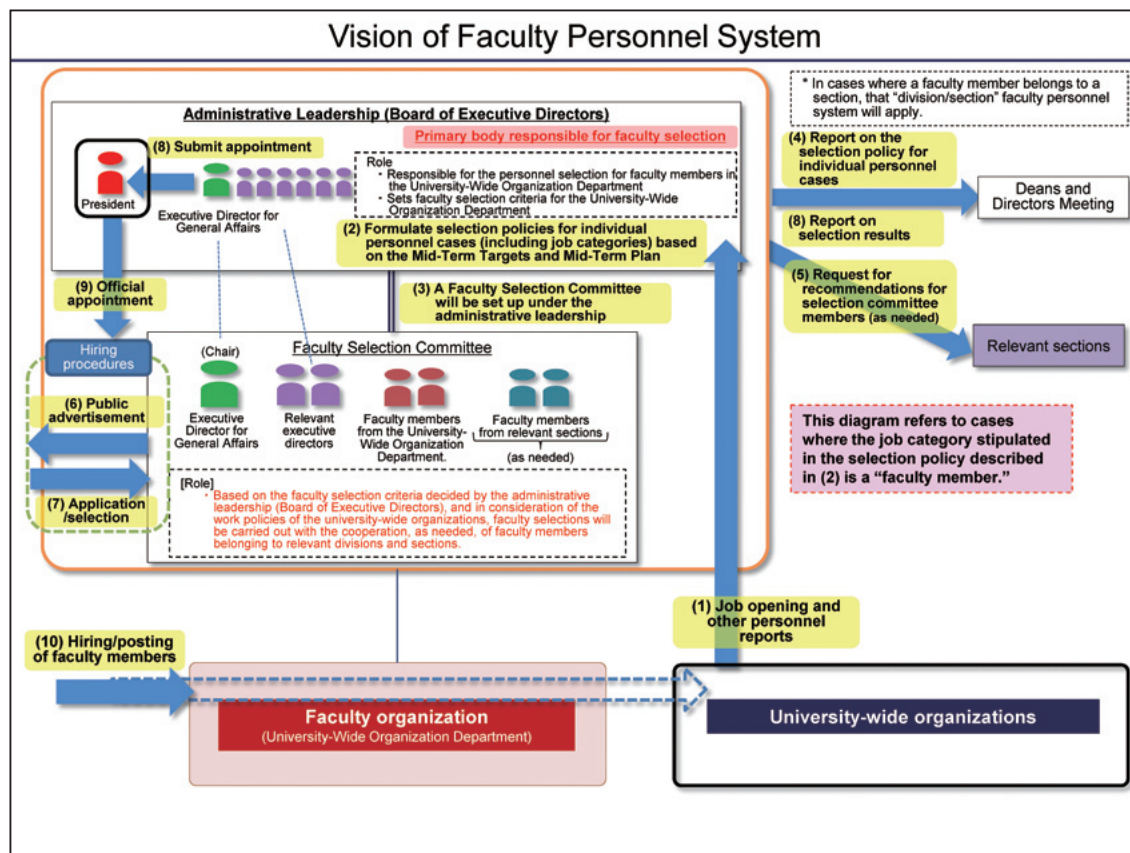 Vision of Faculty Personnel System
* In cases where a faculty member belongs to a
section, that “division/section” faculty personnel
system will apply.
Administrative Leadership (Board of Executive Directors)
Primary body responsible for faculty selection
(8) Submit appointment
President
Executive Director for
General Affairs
Role
・Responsible for the personnel selection for faculty members in
the University-Wide Organization Department
・Sets faculty selection criteria for the University-Wide
Organization Department
(2) Formulate selection policies for individual
personnel cases (including job categories) based
on the Mid-Term Targets and Mid-Term Plan
(4) Report on the
selection policy for
individual personnel
cases
Deans and
Directors Meeting
(8) Report on
selection results
(5) Request for
recommendations for
selection committee
members (as needed)
Relevant sections
(9) Official
appointment
(3) A Faculty Selection Committee
will be set up under the
administrative leadership
Hiring
procedures
Faculty Selection Committee
(Chair)
Executive
Director for
General Affairs
Relevant
executive
directors
Faculty members
from the University-
Wide Organization
Department.
Faculty members
from relevant sections
(as needed)
(6) Public
advertisement
(7) Application
/selection
[Role]
・Based on the faculty selection criteria decided by the administrative
leadership (Board of Executive Directors), and in consideration of the
work policies of the university-wide organizations, faculty selections will
be carried out with the cooperation, as needed, of faculty members
belonging to relevant divisions and sections.
This diagram refers to cases
where the job category stipulated
in the selection policy described
in (2) is a “faculty member.”
(1) Job opening and
other personnel
reports
(10) Hiring/posting
of faculty members
Faculty organization
(University-Wide Organization Department)
University-wide organizations